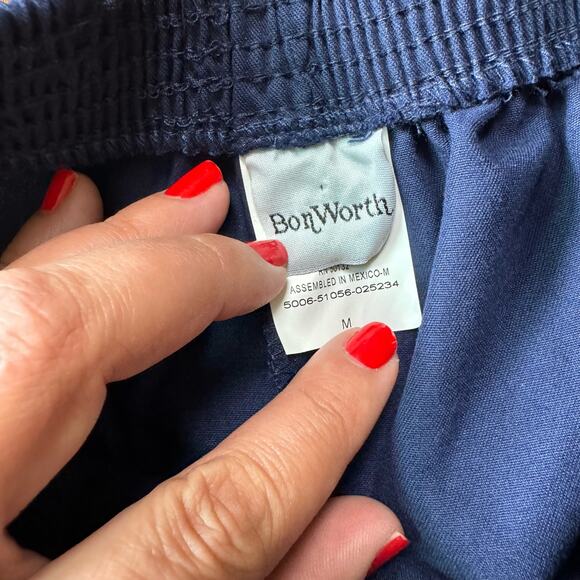 BonWorth
ASSEMBLED IN MEXICO-M
5006-51056-025234
M